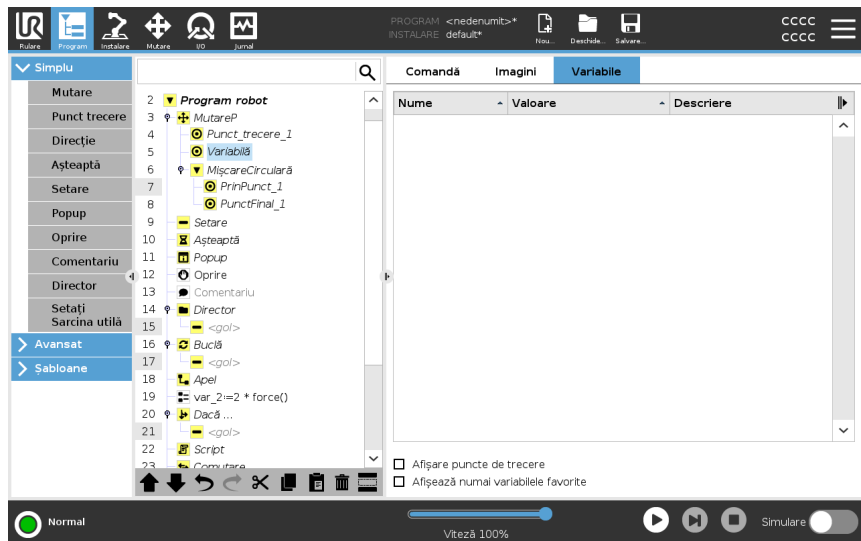 PROGRAM <nedenumit>*
INSTALARE default*
Rulare
Program
Instalare
Mutare
I/O
Jurnal
Nou...
Deschide...
Salvare...
cccc
cccc
Simplu
Mutare
Punct trecere
Direcție
Așteaptă
Setare
Popup
Oprire
Comentariu
Director
Setați
Sarcina utilă
Avansat
Șabloane
2 Program robot
3 MutareP
4 Punct_trecere_1
5 Variabilă
6 MișcareCirculară
7 PrinPunct_1
8 PunctFinal_1
9 Setare
10 Așteaptă
11 Popup
12 Oprire
13 Comentariu
14 Director
15 <gol>
16 Buclă
17 <gol>
18 Apel
19 var_2:=2 * force()
20 Dacă ...
21 <gol>
22 Script
23 Comutare
Comandă
Imagini
Variabile
Nume
Valoare
Descriere
Afișare puncte de trecere
Afișează numai variabilele favorite
Normal
Viteză 100%
Simulare